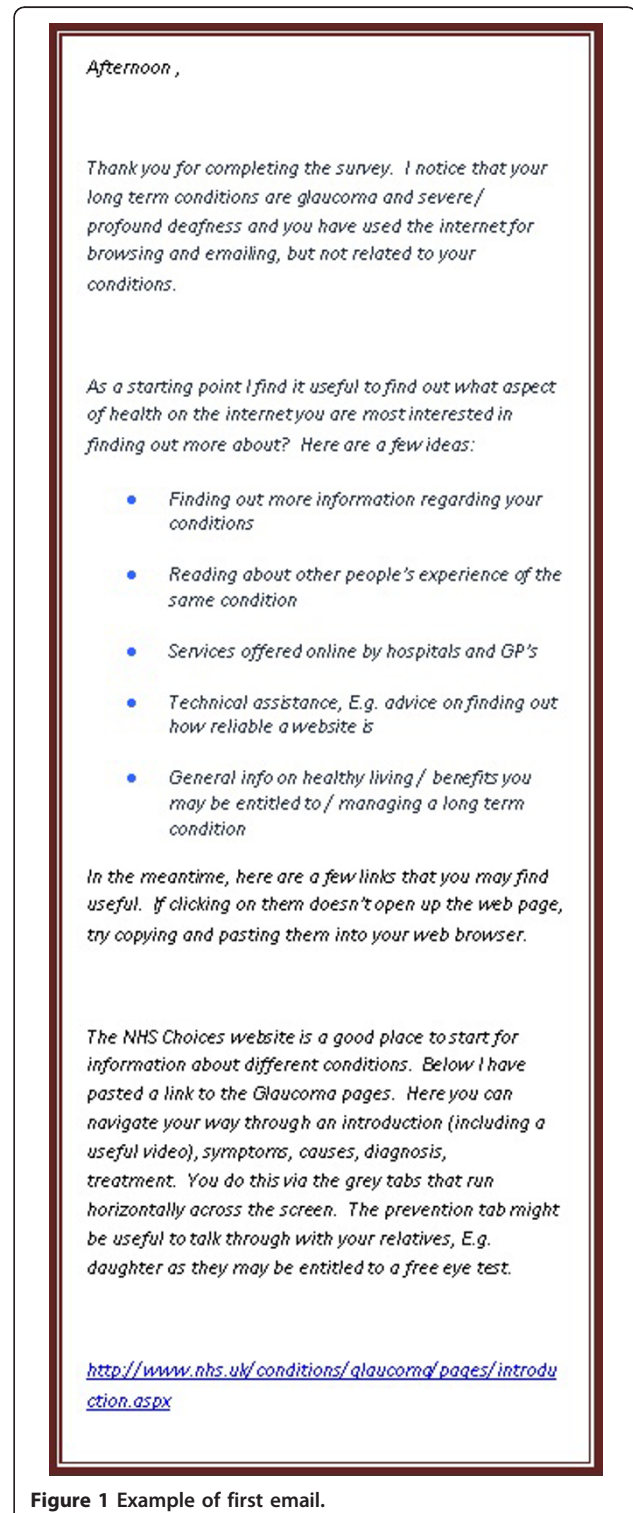 Afternoon ,
Thank you for completing the survey. I notice that your
long term conditions are glaucoma and severe/
profound deafness and you have used the internet for
browsing and emailing, but not related to your
conditions.
As a starting point I find it useful to find out what aspect
of health on the internet you are most interested in
finding out more about? Here are a few ideas:
• Finding out more information regarding your
conditions
• Reading about other people's experience of the
same condition
• Services offered online by hospitals and GP's
• Technical assistance, E.g. advice on finding out
how reliable a website is
• General info on healthy living / benefits you
may be entitled to / managing a long term
condition
In the meantime, here are a few links that you may find
useful. If clicking on them doesn't open up the web page,
try copying and pasting them into your web browser.
The NHS Choices website is a good place to start for
information about different conditions. Below I have
pasted a link to the Glaucoma pages. Here you can
navigate your way through an introduction (including a
useful video), symptoms, causes, diagnosis,
treatment. You do this via the grey tabs that run
horizontally across the screen. The prevention tab might
be useful to talk through with your relatives, E.g.
daughter as they may be entitled to a free eye test.
http://www.nhs.uk/conditions/glaucoma/pages/introdu
ction.aspx
Figure 1 Example of first email.